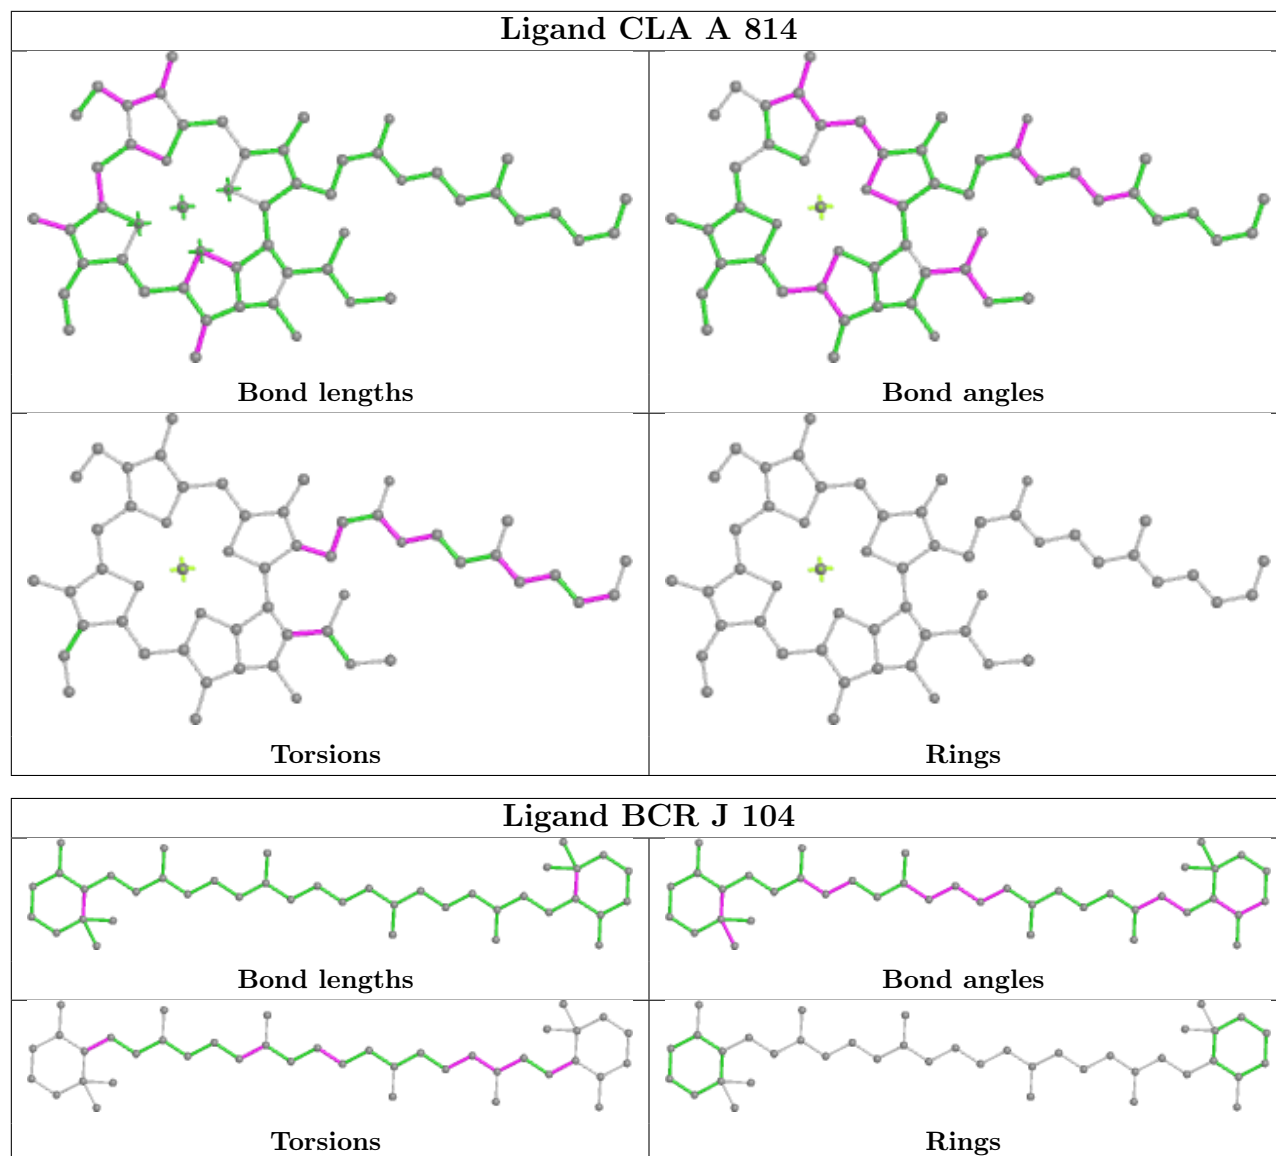 Ligand CLA A 814
Bond lengths
Bond angles
Torsions
Rings
Ligand BCR J 104
Bond lengths
Bond angles
Torsions
Rings